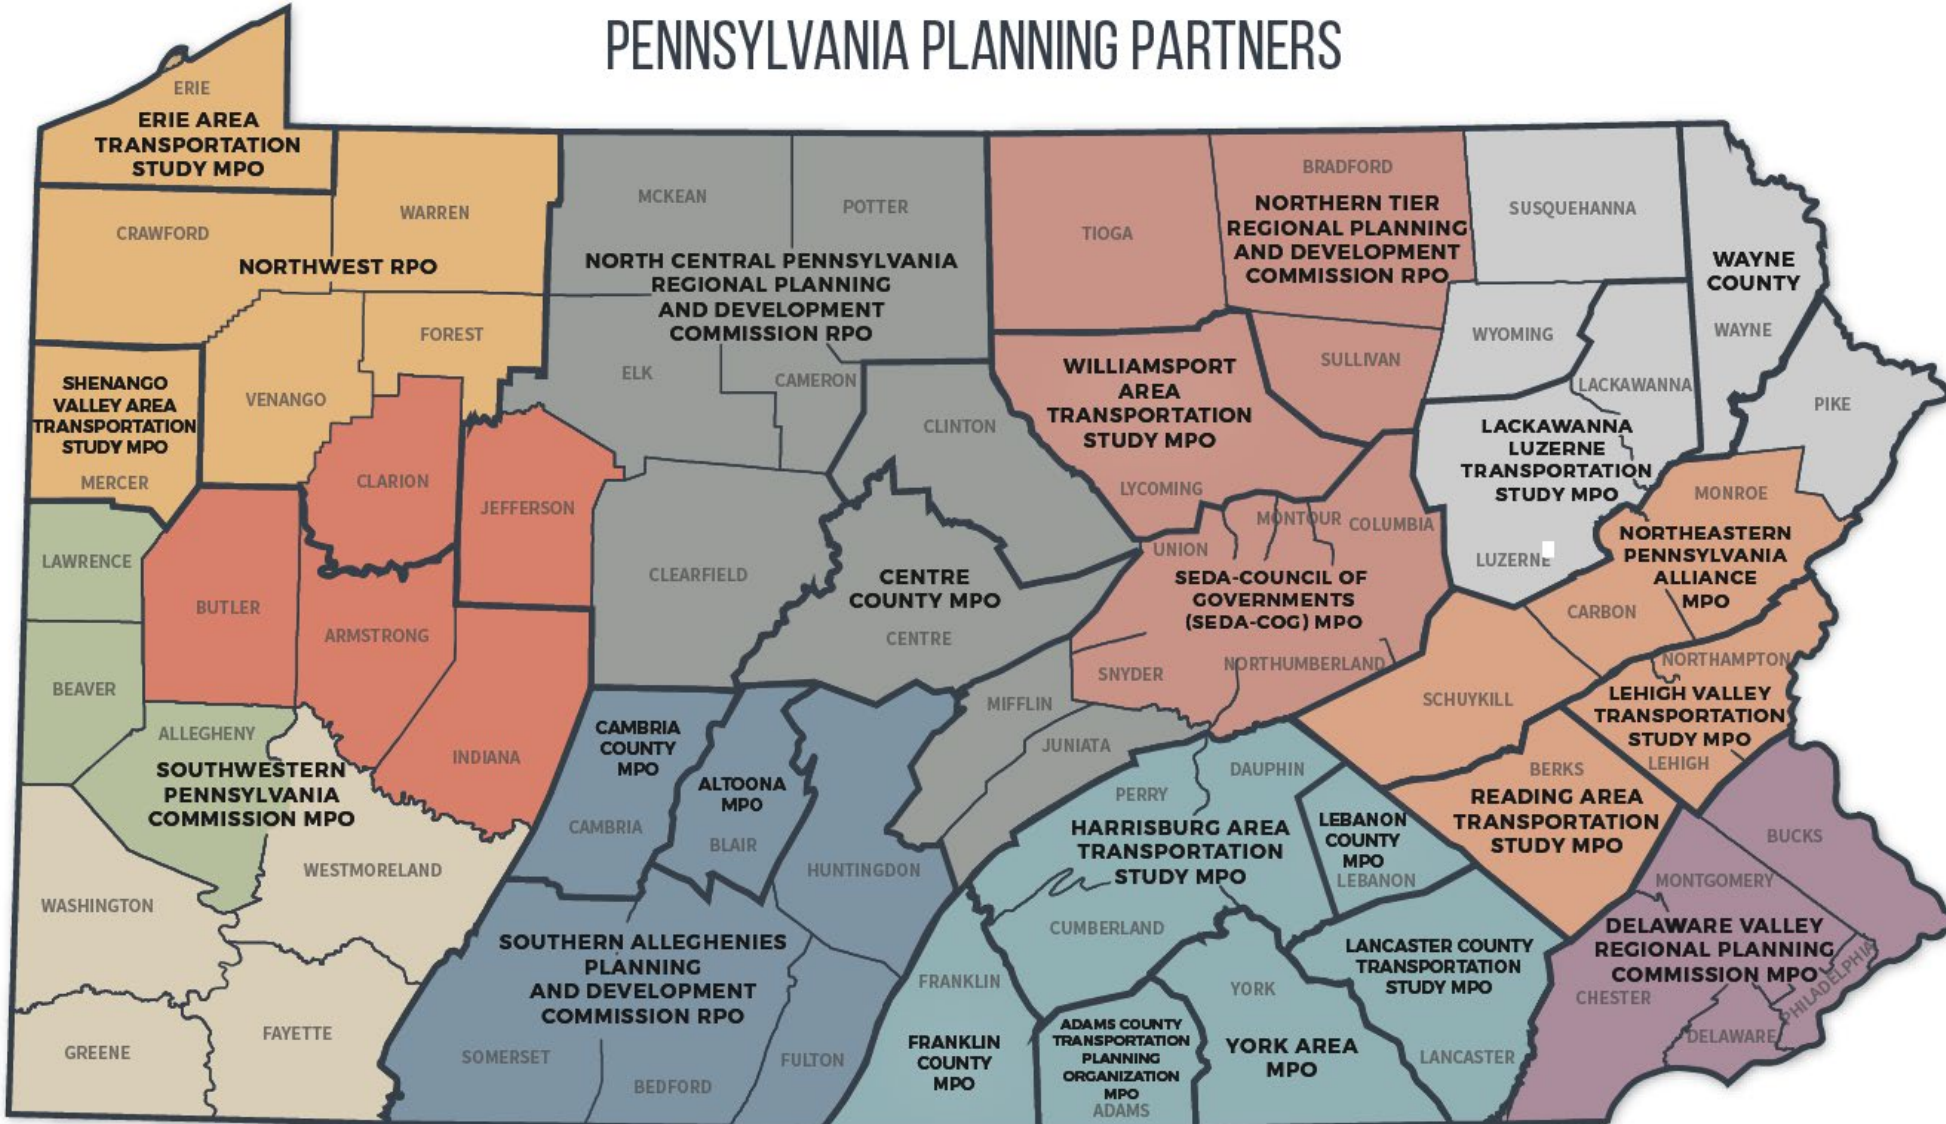 PENNSYLVANIA PLANNING PARTNERS
ERIE
ERIE AREA
TRANSPORTATION
STUDY MPO
CRAWFORD
WARREN
NORTHWEST RPO
VENANGO
FOREST
SHENANGO
VALLEY AREA
TRANSPORTATION
STUDY MPO
MERCER
MCKEAN
POTTER
NORTH CENTRAL PENNSYLVANIA
REGIONAL PLANNING
AND DEVELOPMENT
COMMISSION RPO
ELK
CAMERON
CLINTON
CLEARFIELD
CENTRE
COUNTY MPO
CENTRE
MIFFLIN
JUNIATA
TIOGA
BRADFORD
NORTHERN TIER
REGIONAL PLANNING
AND DEVELOPMENT
COMMISSION RPO
SULLIVAN
WILLIAMSPORT
AREA
TRANSPORTATION
STUDY MPO
LYCOMING
MONTOUR
COLUMBIA
UNION
SEDA-COUNCIL OF
GOVERNMENTS
(SEDA-COG) MPO
SNYDER
NORTHUMBERLAND
SUSQUEHANNA
WYOMING
LACKAWANNA
LACKAWANNA
LUZERNE
TRANSPORTATION
STUDY MPO
LUZERNE
WAYNE
COUNTY
WAYNE
PIKE
MONROE
NORTHEASTERN
PENNSYLVANIA
ALLIANCE
MPO
CARBON
SCHUYKILL
NORTHAMPTON
LEHIGH VALLEY
TRANSPORTATION
STUDY MPO
LEHIGH
BERKS
READING AREA
TRANSPORTATION
STUDY MPO
LAWRENCE
BUTLER
CLARION
JEFFERSON
ARMSTRONG
INDIANA
BEAVER
ALLEGHENY
SOUTHWESTERN
PENNSYLVANIA
COMMISSION MPO
WESTMORELAND
WASHINGTON
GREENE
FAYETTE
CAMBRIA
COUNTY
MPO
CAMBRIA
ALTOONA
MPO
BLAIR
HUNTINGDON
SOUTHERN ALLEGHENIES
PLANNING
AND DEVELOPMENT
COMMISSION RPO
SOMERSET
BEDFORD
FULTON
DAUPHIN
PERRY
HARRISBURG AREA
TRANSPORTATION
STUDY MPO
CUMBERLAND
LEBANON
COUNTY
MPO
LEBANON
FRANKLIN
FRANKLIN
COUNTY
MPO
ADAMS COUNTY
TRANSPORTATION
PLANNING
ORGANIZATION
MPO
ADAMS
YORK
YORK AREA
MPO
LANCASTER COUNTY
TRANSPORTATION
STUDY MPO
LANCASTER
BUCKS
MONTGOMERY
DELAWARE VALLEY
REGIONAL PLANNING
COMMISSION MPO
CHESTER
DELAWARE
PHILADELPHIA